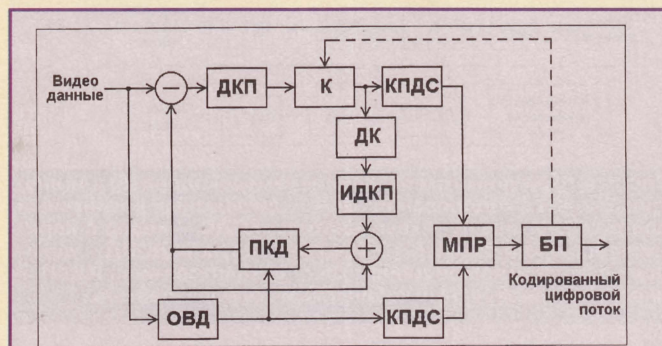 Видео
данные
−
ДКП
К
КПДС
ДК
ИДКП
ПКД
+
МПР
БП
Кодированный
цифровой
поток
ОВД
КПДС